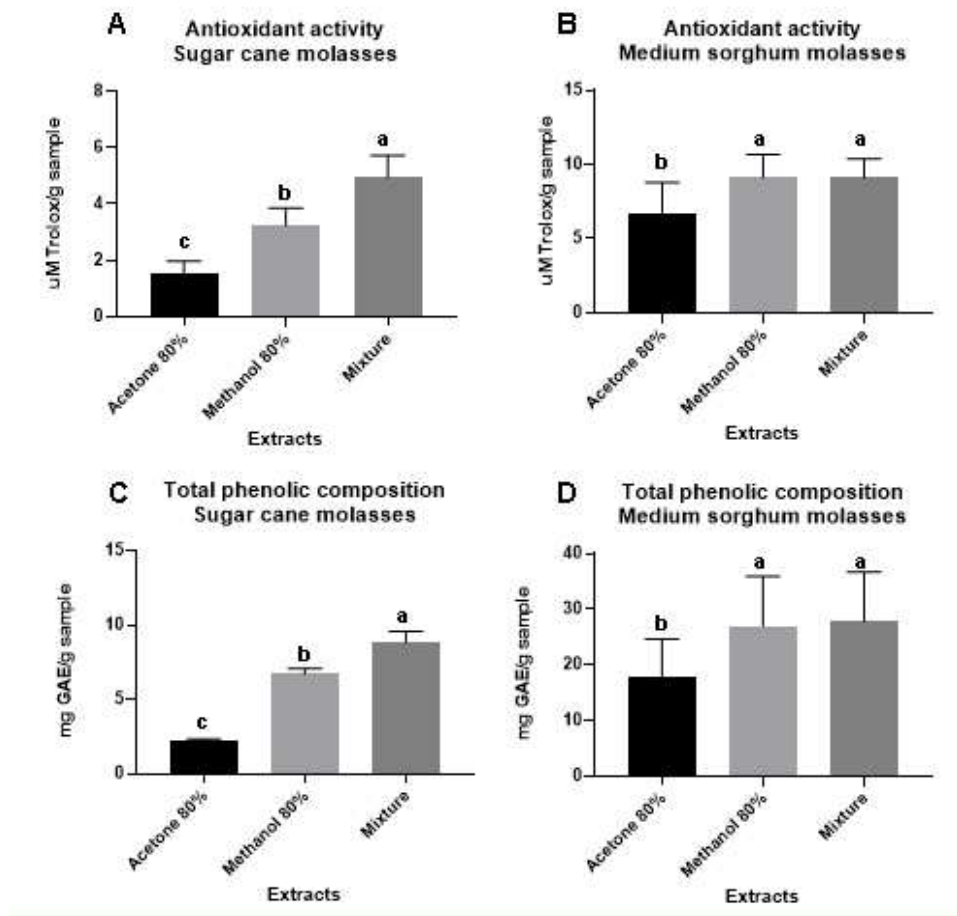 A
Antioxidant activity
Sugar cane molasses
uM Trolox/g sample
8
6
4
2
0
c
b
a
Acetone 80%
Methanol 80%
Mixture
Extracts
B
Antioxidant activity
Medium sorghum molasses
uM Trolox/g sample
15
10
5
0
b
a
a
Acetone 80%
Methanol 80%
Mixture
Extracts
C
Total phenolic composition
Sugar cane molasses
mg GAE/g sample
15
10
5
0
c
b
a
Acetone 80%
Methanol 80%
Mixture
Extracts
D
Total phenolic composition
Medium sorghum molasses
mg GAE/g sample
40
30
20
10
0
b
a
a
Acetone 80%
Methanol 80%
Mixture
Extracts